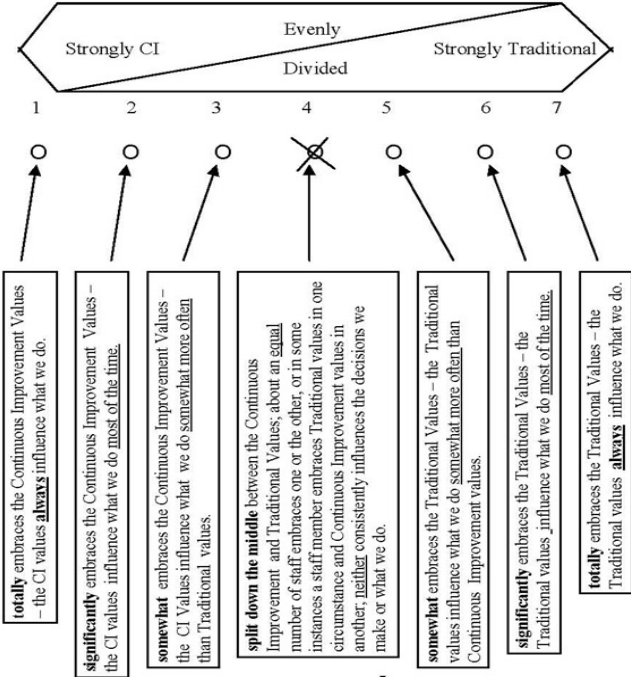 Evenly
Strongly CI
Strongly Traditional
Divided
1 2 3 4 5 6 7
totally embraces the Continuous Improvement Values
– the CI values always influence what we do.
significantly embraces the Continuous Improvement Values –
the CI values influence what we do most of the time.
somewhat embraces the Continuous Improvement Values –
the CI Values influence what we do somewhat more often
than Traditional values.
split down the middle between the Continuous
Improvement and Traditional Values; about an equal
number of staff embraces one or the other, or in some
instances a staff member embraces Traditional values in one
circumstance and Continuous Improvement values in
another; neither consistently influences the decisions we
make or what we do.
somewhat embraces the Traditional Values – the Traditional
values influence what we do somewhat more often than
Continuous Improvement values.
significantly embraces the Traditional Values – the
Traditional values influence what we do most of the time.
totally embraces the Traditional Values – the
Traditional values always influence what we do.